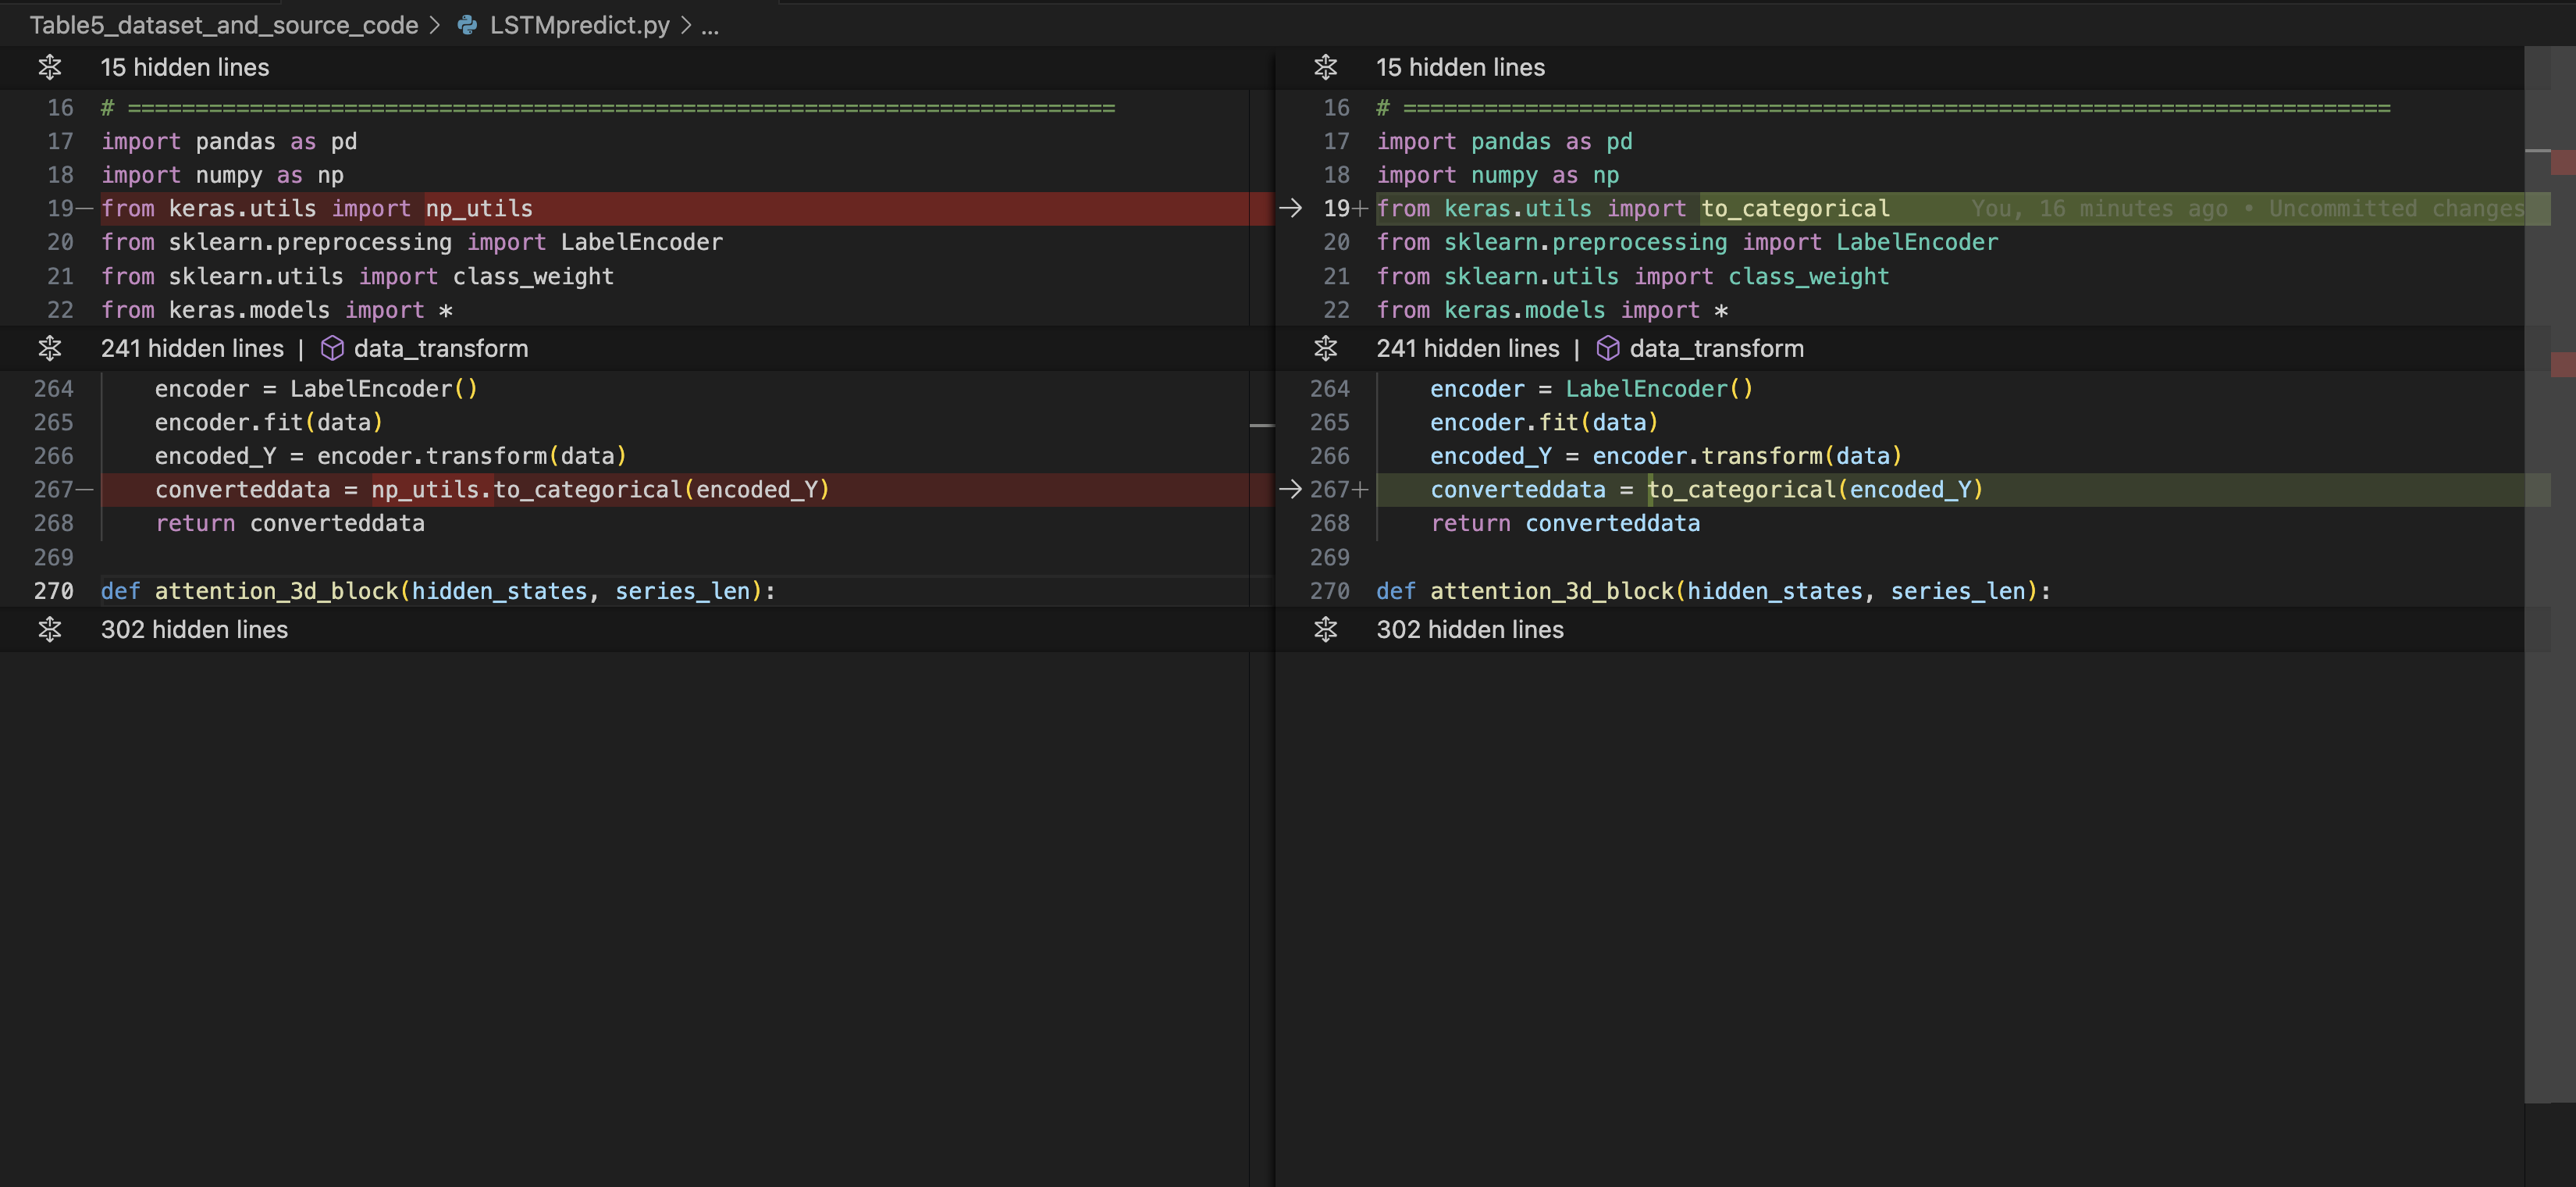 Table5_dataset_and_source_code > LSTMpredict.py > ...
15 hidden lines
16 # =========================================================================
17 import pandas as pd
18 import numpy as np
19— from keras.utils import np_utils
20 from sklearn.preprocessing import LabelEncoder
21 from sklearn.utils import class_weight
22 from keras.models import *
241 hidden lines | data_transform
264 encoder = LabelEncoder()
265 encoder.fit(data)
266 encoded_Y = encoder.transform(data)
267— converteddata = np_utils.to_categorical(encoded_Y)
268 return converteddata
269
270 def attention_3d_block(hidden_states, series_len):
302 hidden lines
15 hidden lines
16 # =========================================================================
17 import pandas as pd
18 import numpy as np
→ 19+ from keras.utils import to_categorical You, 16 minutes ago • Uncommitted changes
20 from sklearn.preprocessing import LabelEncoder
21 from sklearn.utils import class_weight
22 from keras.models import *
241 hidden lines | data_transform
264 encoder = LabelEncoder()
265 encoder.fit(data)
266 encoded_Y = encoder.transform(data)
→ 267+ converteddata = to_categorical(encoded_Y)
268 return converteddata
269
270 def attention_3d_block(hidden_states, series_len):
302 hidden lines